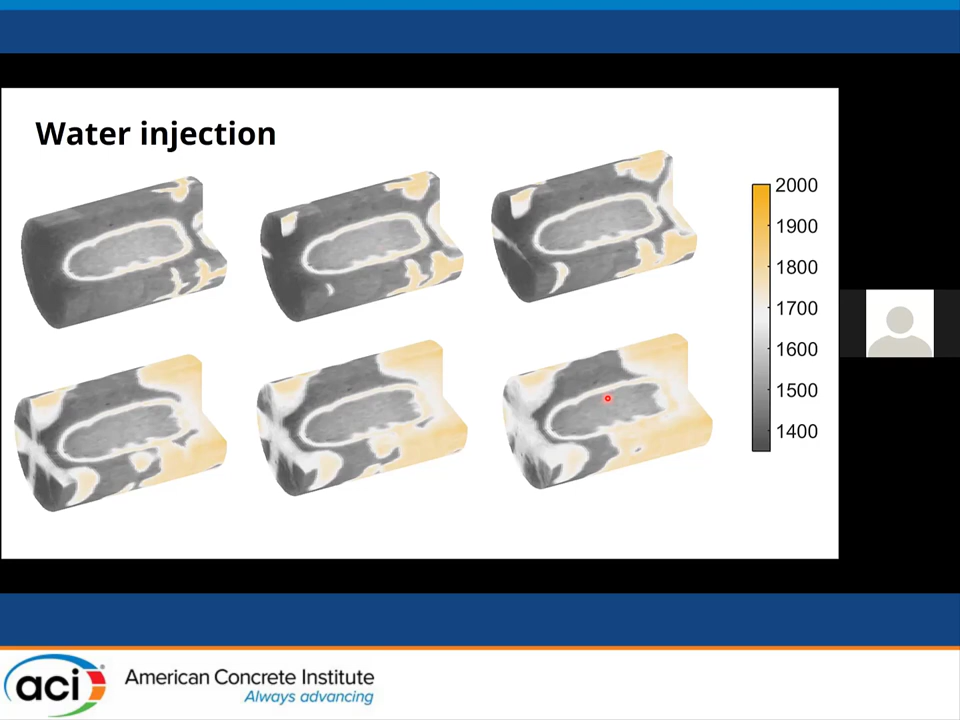 Water injection
2000
1900
1800
1700
1600
1500
1400
aci
American Concrete Institute
Always advancing